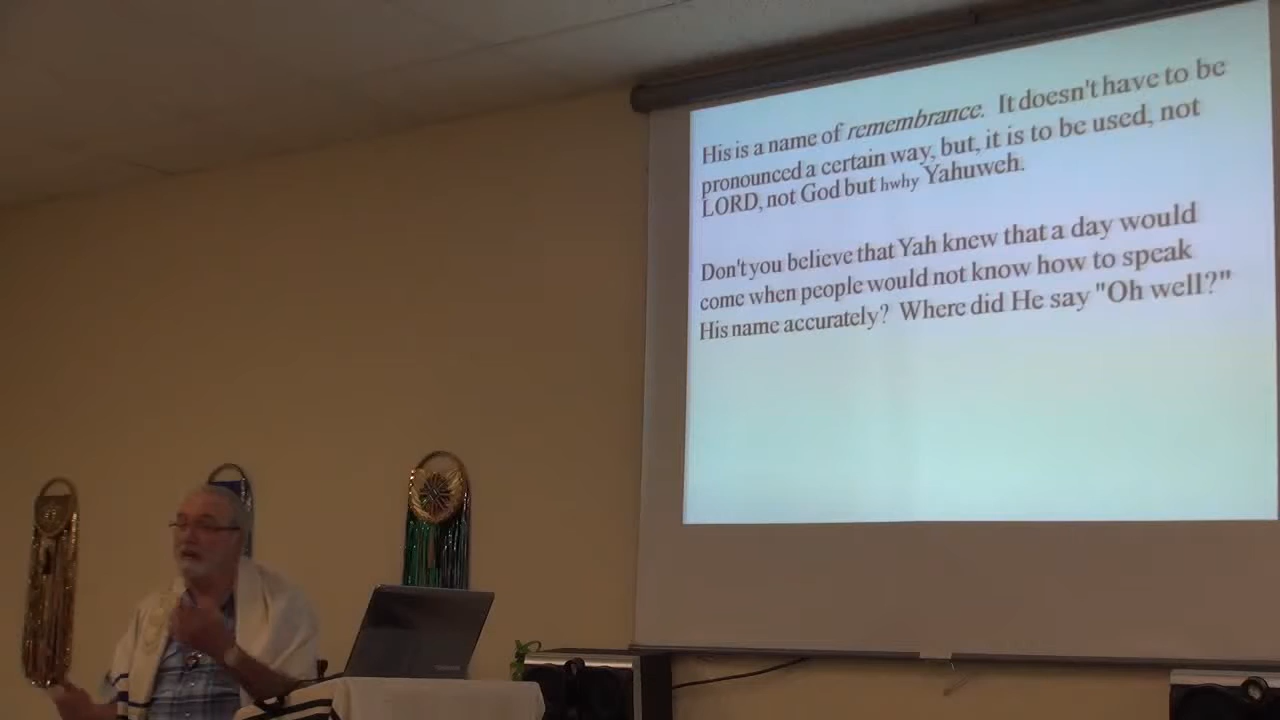 His is a name of remembrance. It doesn't have to be
pronounced a certain way, but, it is to be used, not
LORD, not God but hwhy Yahuweh.
Don't you believe that Yah knew that a day would
come when people would not know how to speak
His name accurately? Where did He say "Oh well?"